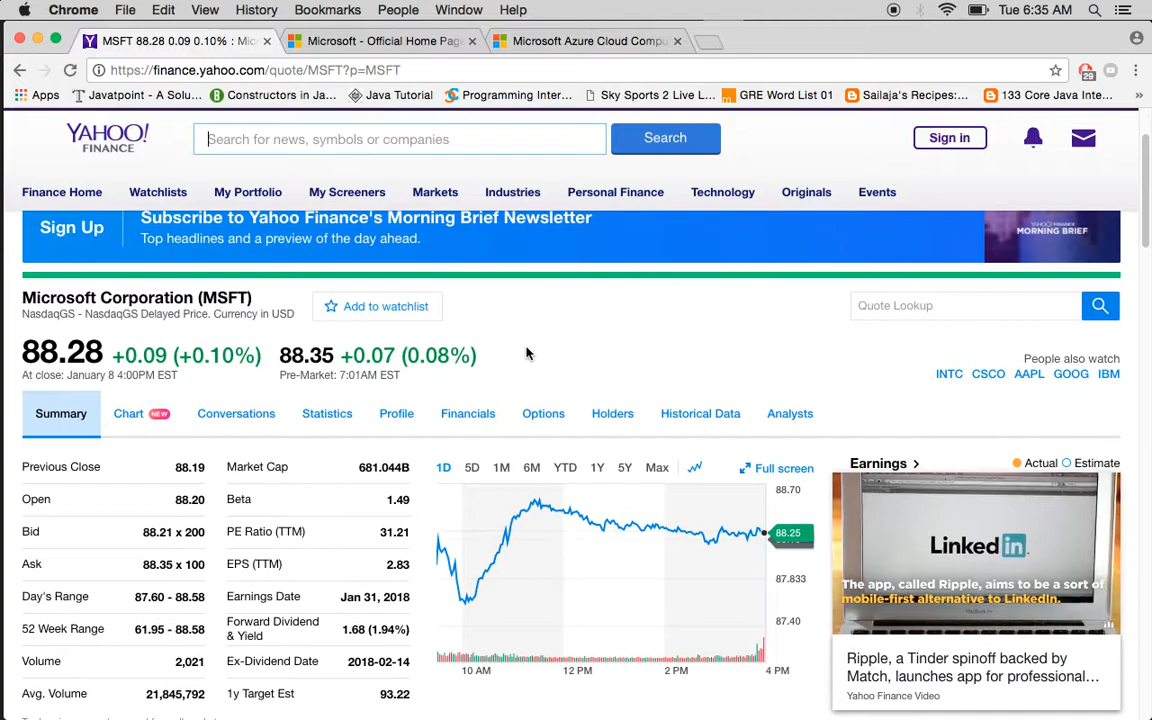 Chrome File Edit View History Bookmarks People Window Help Tue 6:35 AM
MSFT 88.28 0.09 0.10% : Mic Microsoft - Official Home Page Microsoft Azure Cloud Compu
https://finance.yahoo.com/quote/MSFT?p=MSFT 29
Apps Javatpoint - A Solu... Constructors in Ja... Java Tutorial Programming Inter... Sky Sports 2 Live L... GRE Word List 01 Sailaja's Recipes:... 133 Core Java Inte... »
YAHOO!
FINANCE
Search for news, symbols or companies Search Sign in
Finance Home Watchlists My Portfolio My Screeners Markets Industries Personal Finance Technology Originals Events
Sign Up Subscribe to Yahoo Finance's Morning Brief Newsletter
Top headlines and a preview of the day ahead.
MORNING BRIEF
Microsoft Corporation (MSFT) Add to watchlist Quote Lookup
NasdaqGS - NasdaqGS Delayed Price. Currency in USD
88.28 +0.09 (+0.10%) 88.35 +0.07 (0.08%)
At close: January 8 4:00PM EST Pre-Market: 7:01AM EST
People also watch
INTC CSCO AAPL GOOG IBM
Summary Chart NEW Conversations Statistics Profile Financials Options Holders Historical Data Analysts
Previous Close 88.19
Open 88.20
Bid 88.21 x 200
Ask 88.35 x 100
Day's Range 87.60 - 88.58
52 Week Range 61.95 - 88.58
Volume 2,021
Avg. Volume 21,845,792
Market Cap 681.044B
Beta 1.49
PE Ratio (TTM) 31.21
EPS (TTM) 2.83
Earnings Date Jan 31, 2018
Forward Dividend
& Yield 1.68 (1.94%)
Ex-Dividend Date 2018-02-14
1y Target Est 93.22
1D 5D 1M 6M YTD 1Y 5Y Max Full screen
88.70
88.25
87.833
87.40
10 AM 12 PM 2 PM 4 PM
Earnings > Actual Estimate
Linked in
The app, called Ripple, aims to be a sort of
mobile-first alternative to LinkedIn.
Ripple, a Tinder spinoff backed by
Match, launches app for professional...
Yahoo Finance Video